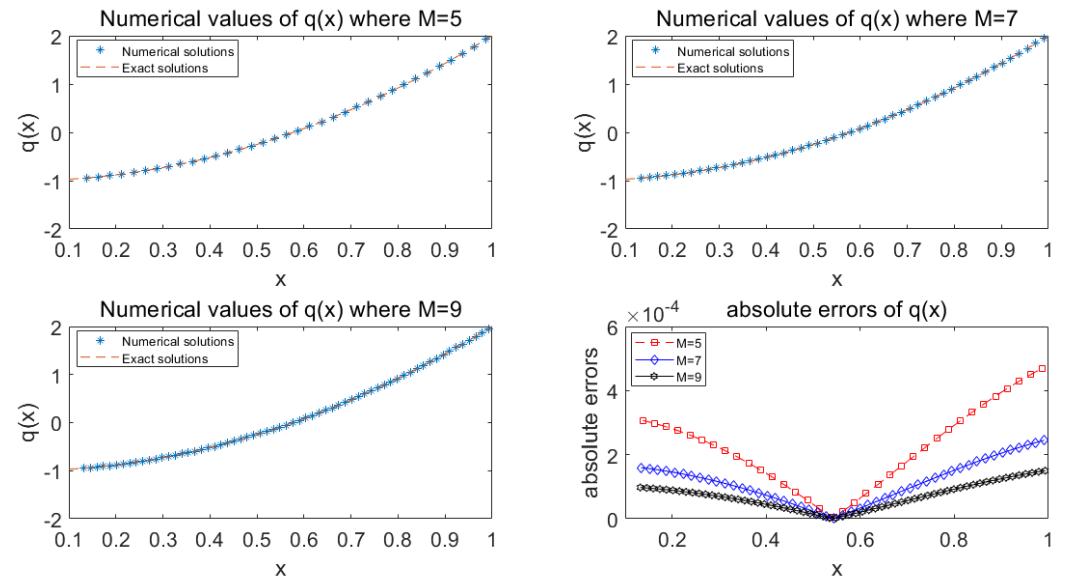 Numerical values of q(x) where M=5
2
1
0
-1
-2
q(x)
Numerical solutions
Exact solutions
0.1 0.2 0.3 0.4 0.5 0.6 0.7 0.8 0.9 1
x
Numerical values of q(x) where M=7
2
1
0
-1
-2
q(x)
Numerical solutions
Exact solutions
0.1 0.2 0.3 0.4 0.5 0.6 0.7 0.8 0.9 1
x
Numerical values of q(x) where M=9
2
1
0
-1
-2
q(x)
Numerical solutions
Exact solutions
0.1 0.2 0.3 0.4 0.5 0.6 0.7 0.8 0.9 1
x
absolute errors of q(x)
×10⁻⁴
6
4
2
0
absolute errors
M=5
M=7
M=9
0.2 0.4 0.6 0.8 1
x